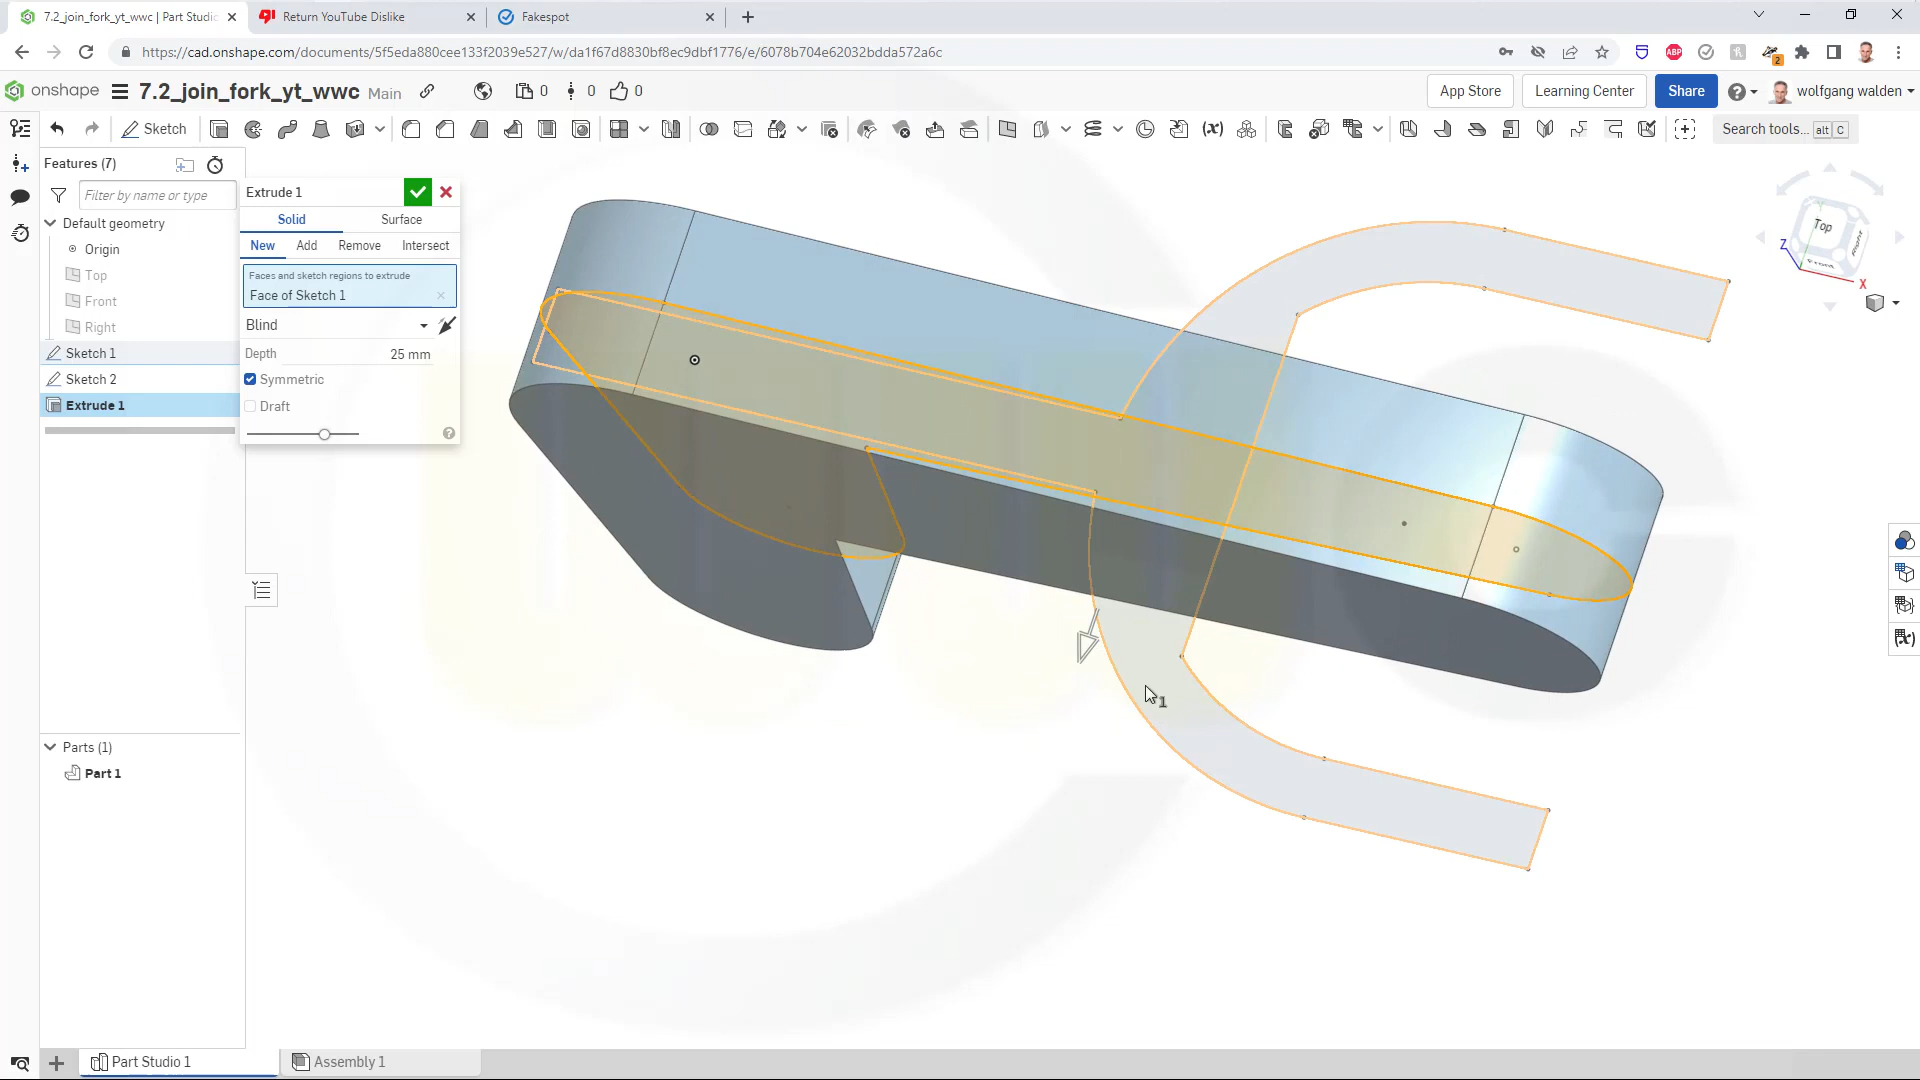 7.2_join_fork_yt_wwc | Part Studio
Return YouTube Dislike
Fakespot
https://cad.onshape.com/documents/5f5eda880cee133f2039e527/w/da1f67d8830bf8ec9dbf1776/e/6078b704e62032bdda572a6c
ABP
2
onshape
7.2_join_fork_yt_wwc Main
0
0
0
App Store
Learning Center
Share
wolfgang walden
Sketch
Search tools... alt C
Features (7)
Filter by name or type
Default geometry
Origin
Top
Front
Right
Sketch 1
Sketch 2
Extrude 1
Extrude 1
Solid
Surface
New
Add
Remove
Intersect
Faces and sketch regions to extrude
Face of Sketch 1
Blind
Depth 25 mm
Symmetric
Draft
Top
Front
Right
Z
X
1
Parts (1)
Part 1
Part Studio 1
Assembly 1